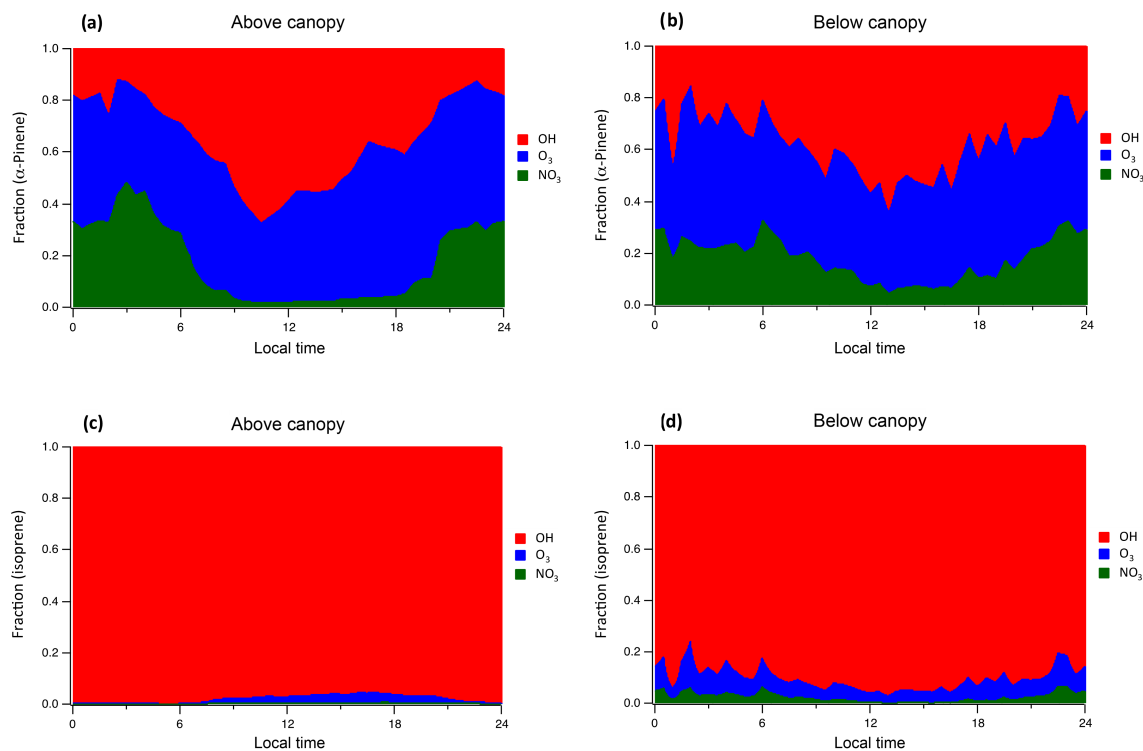 (a)
Above canopy
Fraction (α-Pinene)
1.0
0.8
0.6
0.4
0.2
0.0
0 6 12 18 24
Local time
OH
O₃
NO₃
(b)
Below canopy
Fraction (α-Pinene)
1.0
0.8
0.6
0.4
0.2
0.0
0 6 12 18 24
Local time
OH
O₃
NO₃
(c)
Above canopy
Fraction (isoprene)
1.0
0.8
0.6
0.4
0.2
0.0
0 6 12 18 24
Local time
OH
O₃
NO₃
(d)
Below canopy
Fraction (isoprene)
1.0
0.8
0.6
0.4
0.2
0.0
0 6 12 18 24
Local time
OH
O₃
NO₃